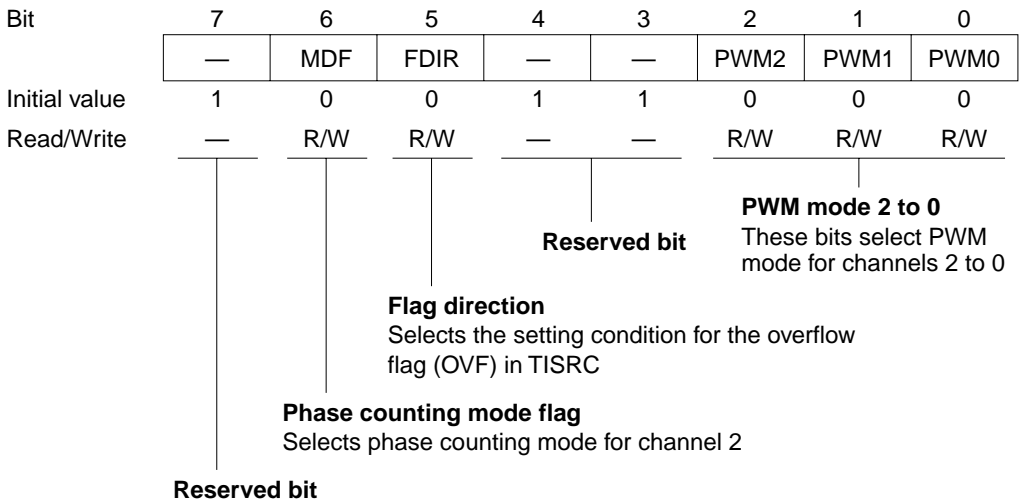 Bit 7 6 5 4 3 2 1 0
— MDF FDIR — — PWM2 PWM1 PWM0
Initial value 1 0 0 1 1 0 0 0
Read/Write — R/W R/W — — R/W R/W R/W
PWM mode 2 to 0
These bits select PWM
mode for channels 2 to 0
Reserved bit
Flag direction
Selects the setting condition for the overflow
flag (OVF) in TISRC
Phase counting mode flag
Selects phase counting mode for channel 2
Reserved bit